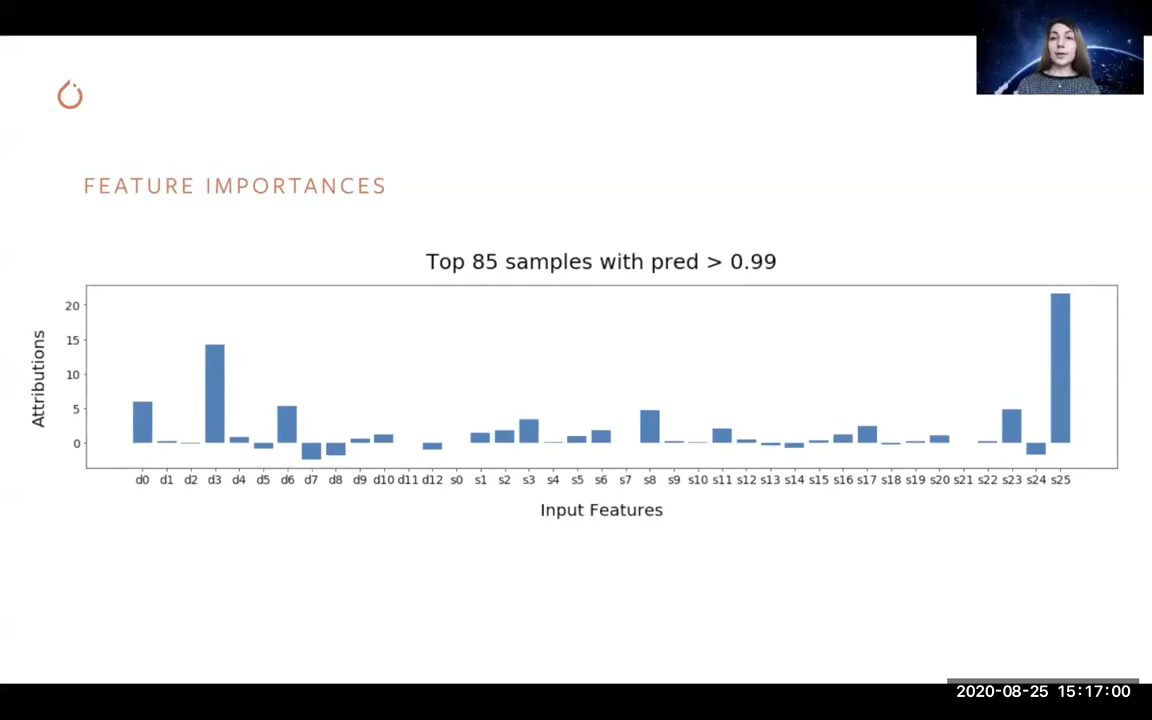 FEATURE IMPORTANCES
Top 85 samples with pred > 0.99
Attributions
20
15
10
5
0
d0 d1 d2 d3 d4 d5 d6 d7 d8 d9 d10 d11 d12 s0 s1 s2 s3 s4 s5 s6 s7 s8 s9 s10 s11 s12 s13 s14 s15 s16 s17 s18 s19 s20 s21 s22 s23 s24 s25
Input Features
2020-08-25 15:17:00